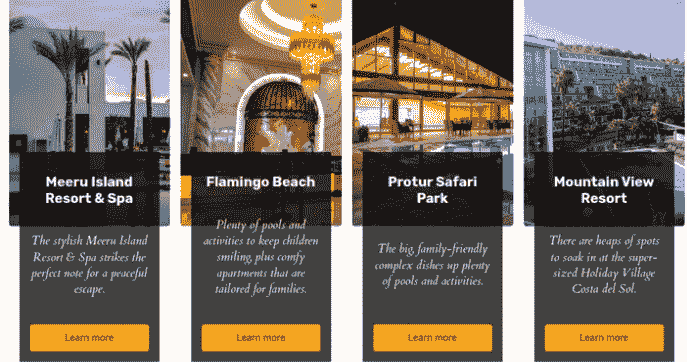 Meeru Island
Resort & Spa
The stylish Meeru Island
Resort & Spa strikes the
perfect note for a peaceful
escape.
Learn more
Flamingo Beach
Plenty of pools and
activities to keep children
smiling, plus comfy
apartments that are
tailored for families.
Learn more
Protur Safari
Park
The big, family-friendly
complex dishes up plenty
of pools and activities.
Learn more
Mountain View
Resort
There are heaps of spots
to soak in at the super-
sized Holiday Village
Costa del Sol.
Learn more